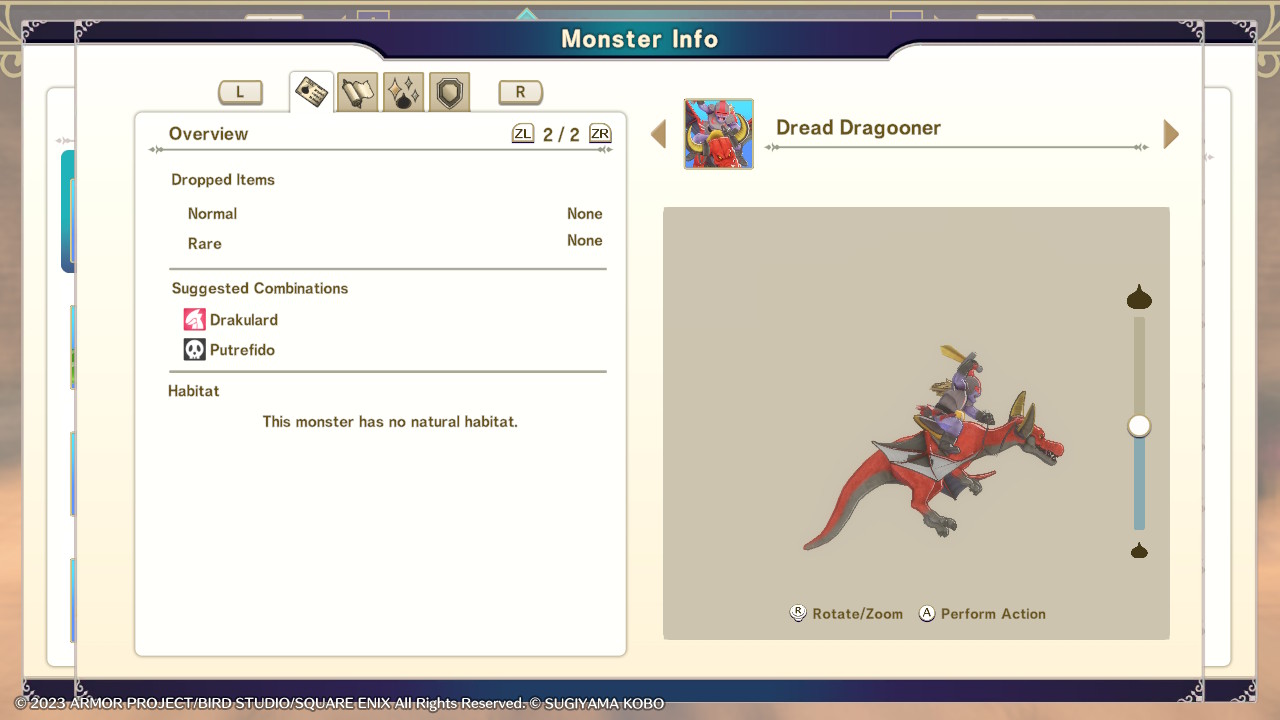 Monster Info
L
R
Overview
ZL 2 / 2 ZR
Dropped Items
Normal None
Rare None
Suggested Combinations
Drakulard
Putrefido
Habitat
This monster has no natural habitat.
Dread Dragooner
R Rotate/Zoom A Perform Action
© 2023 ARMOR PROJECT/BIRD STUDIO/SQUARE ENIX All Rights Reserved. © SUGIYAMA KOBO